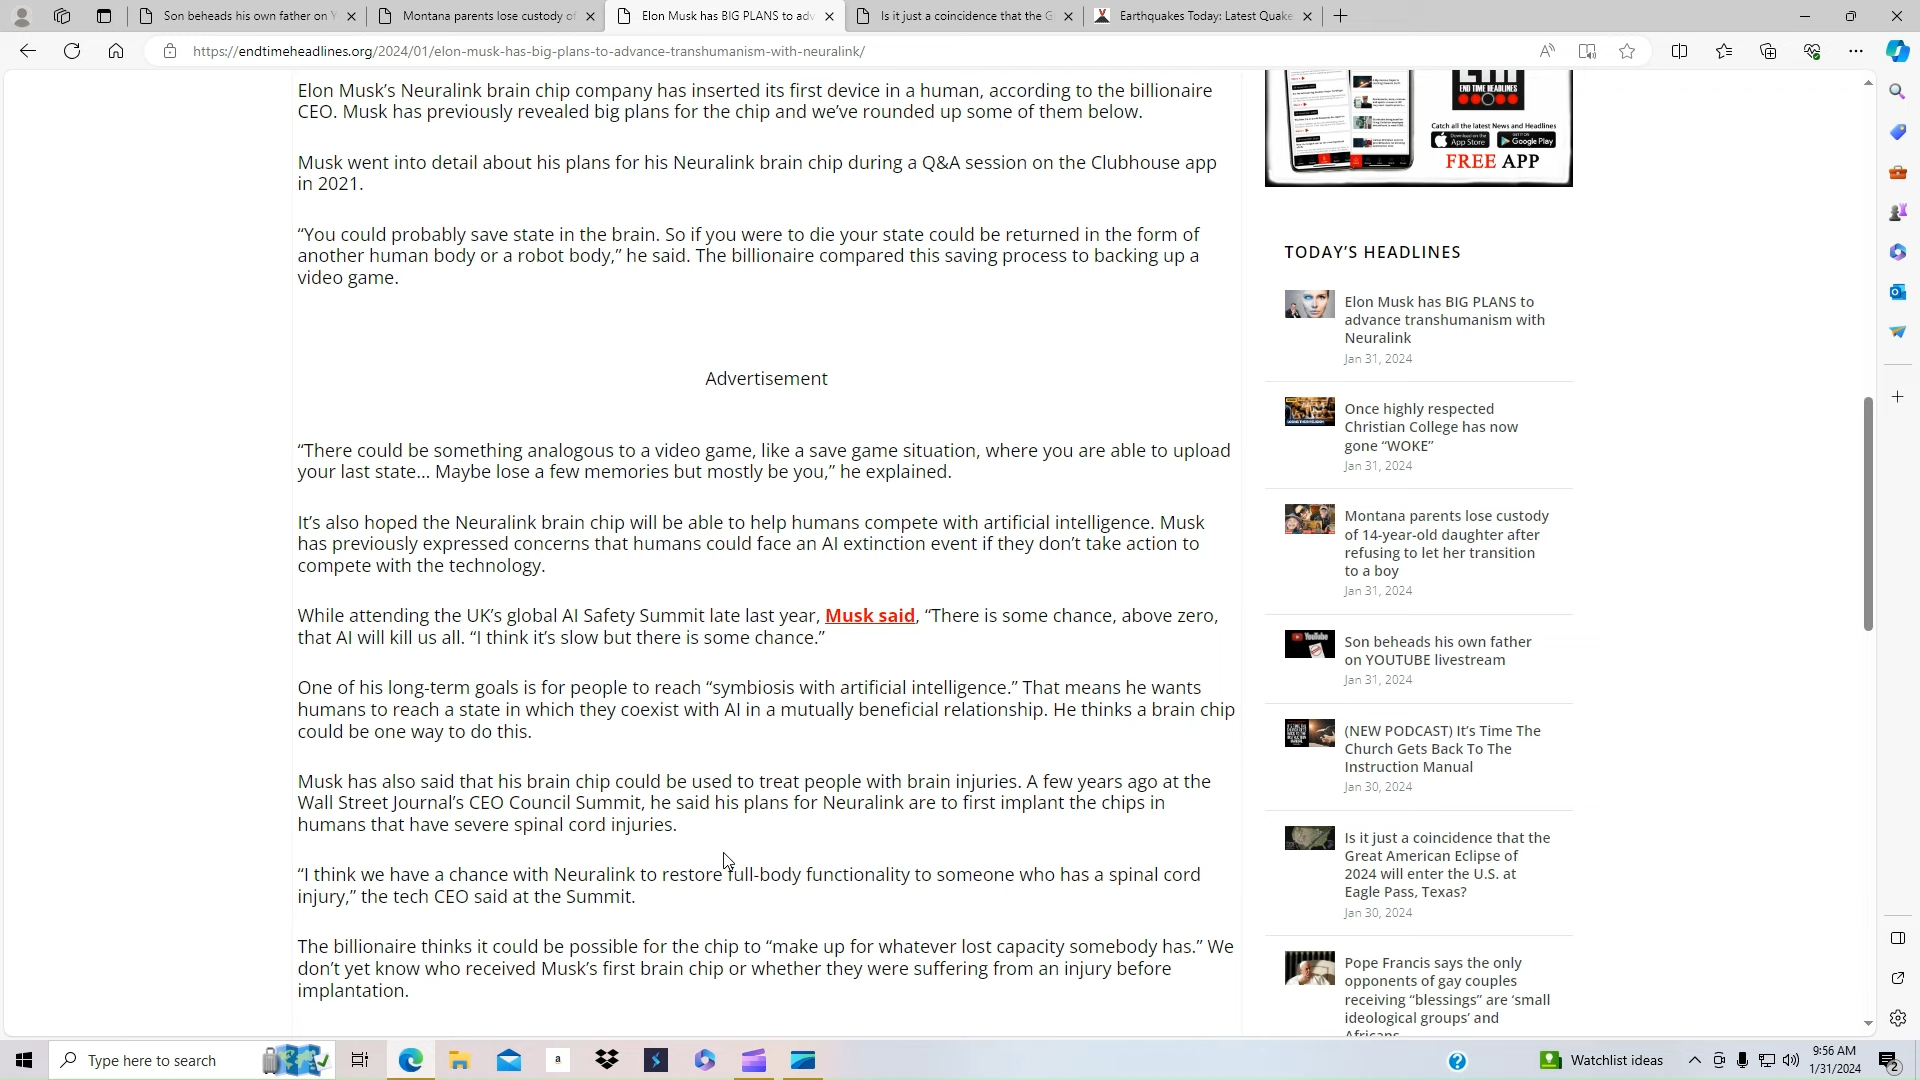 Son beheads his own father on Y
Montana parents lose custody of
Elon Musk has BIG PLANS to adv
Is it just a coincidence that the G
Earthquakes Today: Latest Quake
https://endtimeheadlines.org/2024/01/elon-musk-has-big-plans-to-advance-transhumanism-with-neuralink/
Elon Musk’s Neuralink brain chip company has inserted its first device in a human, according to the billionaire
CEO. Musk has previously revealed big plans for the chip and we’ve rounded up some of them below.
Musk went into detail about his plans for his Neuralink brain chip during a Q&A session on the Clubhouse app
in 2021.
“You could probably save state in the brain. So if you were to die your state could be returned in the form of
another human body or a robot body,” he said. The billionaire compared this saving process to backing up a
video game.
Advertisement
“There could be something analogous to a video game, like a save game situation, where you are able to upload
your last state… Maybe lose a few memories but mostly be you,” he explained.
It’s also hoped the Neuralink brain chip will be able to help humans compete with artificial intelligence. Musk
has previously expressed concerns that humans could face an AI extinction event if they don’t take action to
compete with the technology.
While attending the UK’s global AI Safety Summit late last year, Musk said, “There is some chance, above zero,
that AI will kill us all. “I think it’s slow but there is some chance.”
One of his long-term goals is for people to reach “symbiosis with artificial intelligence.” That means he wants
humans to reach a state in which they coexist with AI in a mutually beneficial relationship. He thinks a brain chip
could be one way to do this.
Musk has also said that his brain chip could be used to treat people with brain injuries. A few years ago at the
Wall Street Journal’s CEO Council Summit, he said his plans for Neuralink are to first implant the chips in
humans that have severe spinal cord injuries.
“I think we have a chance with Neuralink to restore full-body functionality to someone who has a spinal cord
injury,” the tech CEO said at the Summit.
The billionaire thinks it could be possible for the chip to “make up for whatever lost capacity somebody has.” We
don’t yet know who received Musk’s first brain chip or whether they were suffering from an injury before
implantation.
END TIME HEADLINES
Catch all the latest News and Headlines
Download on the App Store
GET IT ON Google Play
FREE APP
TODAY’S HEADLINES
Elon Musk has BIG PLANS to
advance transhumanism with
Neuralink
Jan 31, 2024
Once highly respected
Christian College has now
gone “WOKE”
Jan 31, 2024
Montana parents lose custody
of 14-year-old daughter after
refusing to let her transition
to a boy
Jan 31, 2024
YouTube
Son beheads his own father
on YOUTUBE livestream
Jan 31, 2024
(NEW PODCAST) It’s Time The
Church Gets Back To The
Instruction Manual
Jan 30, 2024
Is it just a coincidence that the
Great American Eclipse of
2024 will enter the U.S. at
Eagle Pass, Texas?
Jan 30, 2024
Pope Francis says the only
opponents of gay couples
receiving “blessings” are ‘small
ideological groups’ and
Africans
Type here to search
a
Watchlist ideas
9:56 AM
1/31/2024
2